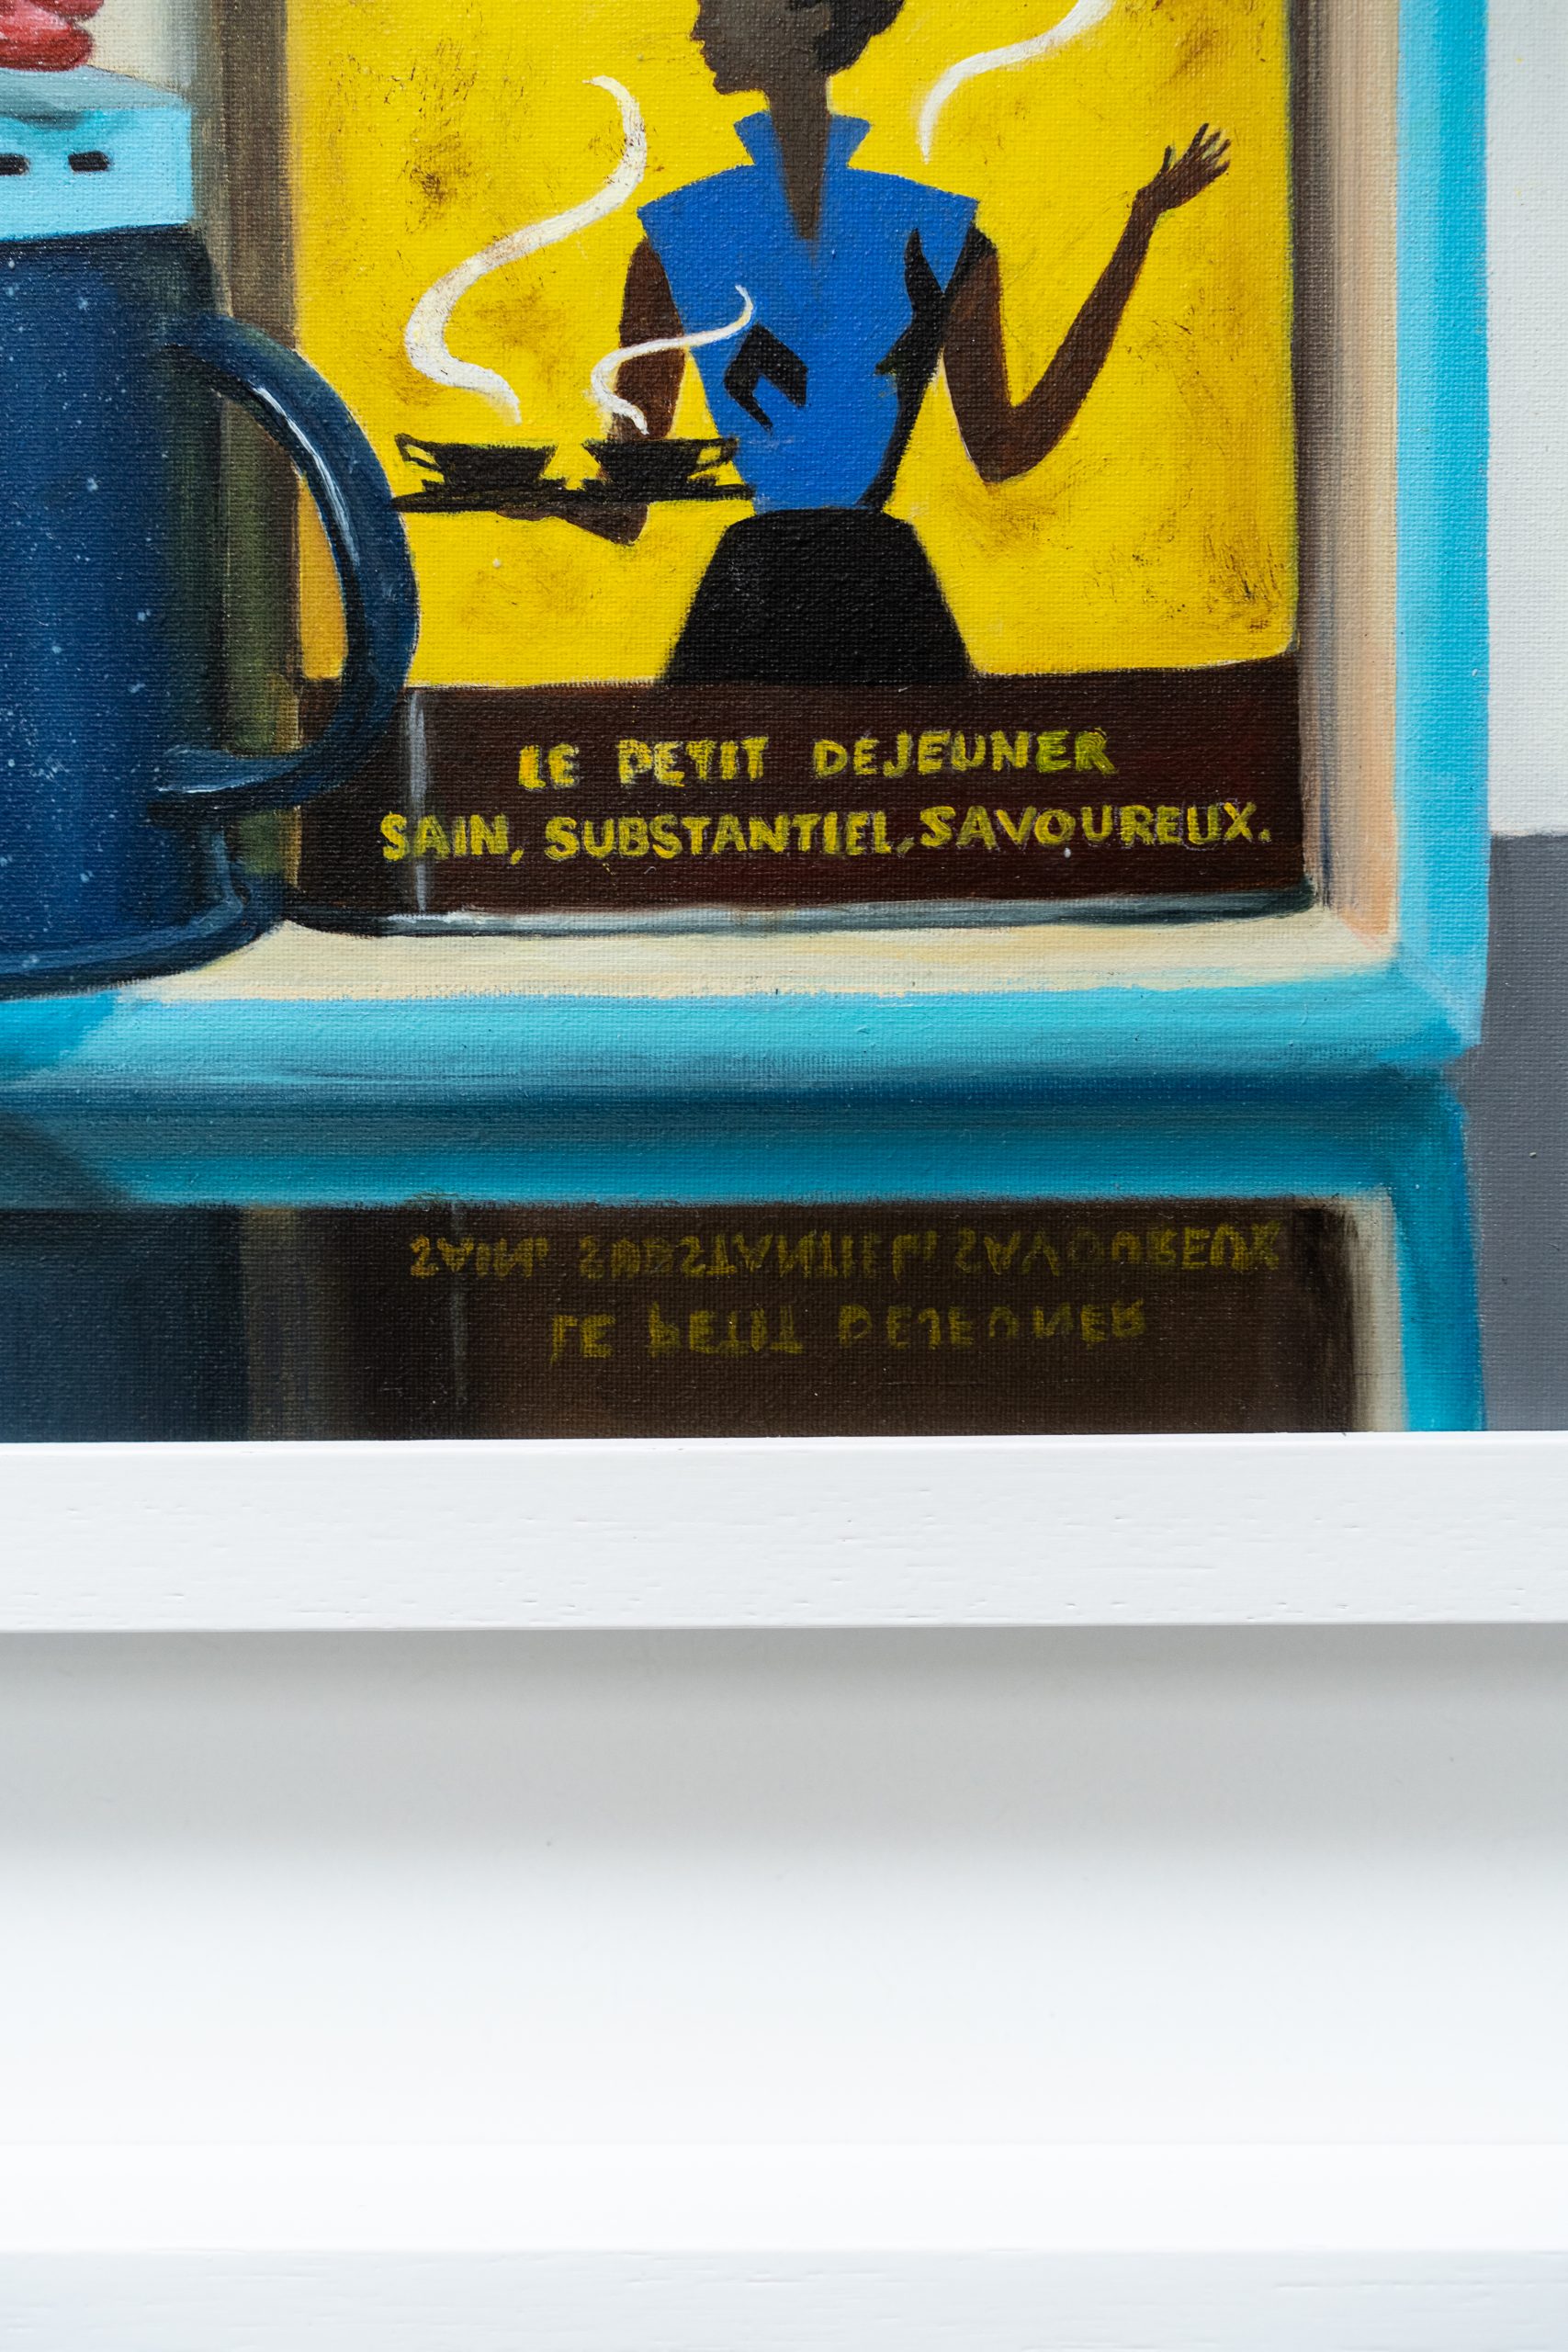 LE PETIT DEJEUNER
SAIN, SUBSTANTIEL, SAVOUREUX.
SAIN, SUBSTANTIEL, SAVOUREUX
LE PETIT DEJEUNER